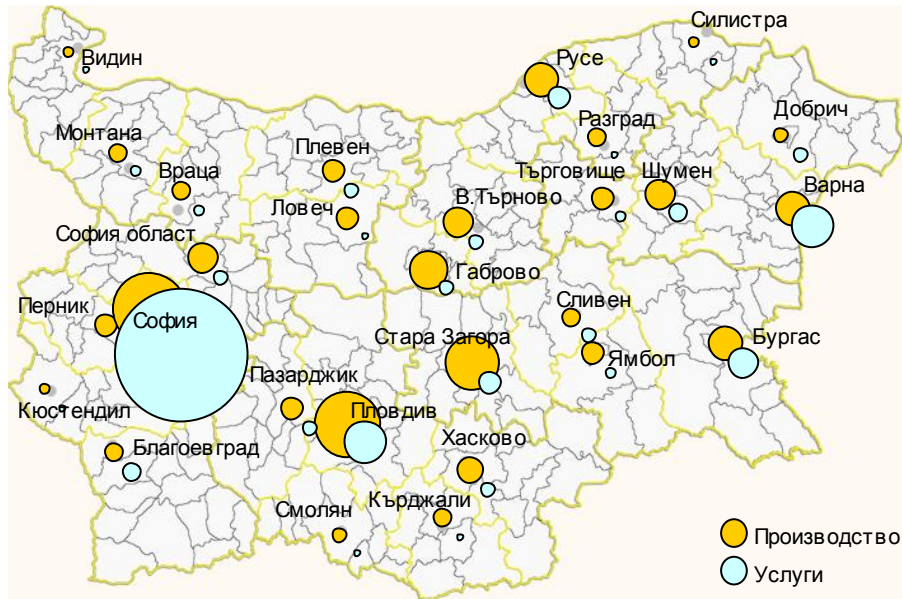 Силистра
Видин
Русе
Добрич
Разград
Монтана
Плевен
Търговище
Шумен
Враца
Варна
Ловеч
В.Търново
София област
Габрово
Перник
София
Сливен
Стара Загора
Бургас
Ямбол
Пазарджик
Кюстендил
Пловдив
Хасково
Благоевград
Кърджали
Смолян
Производство
Услуги